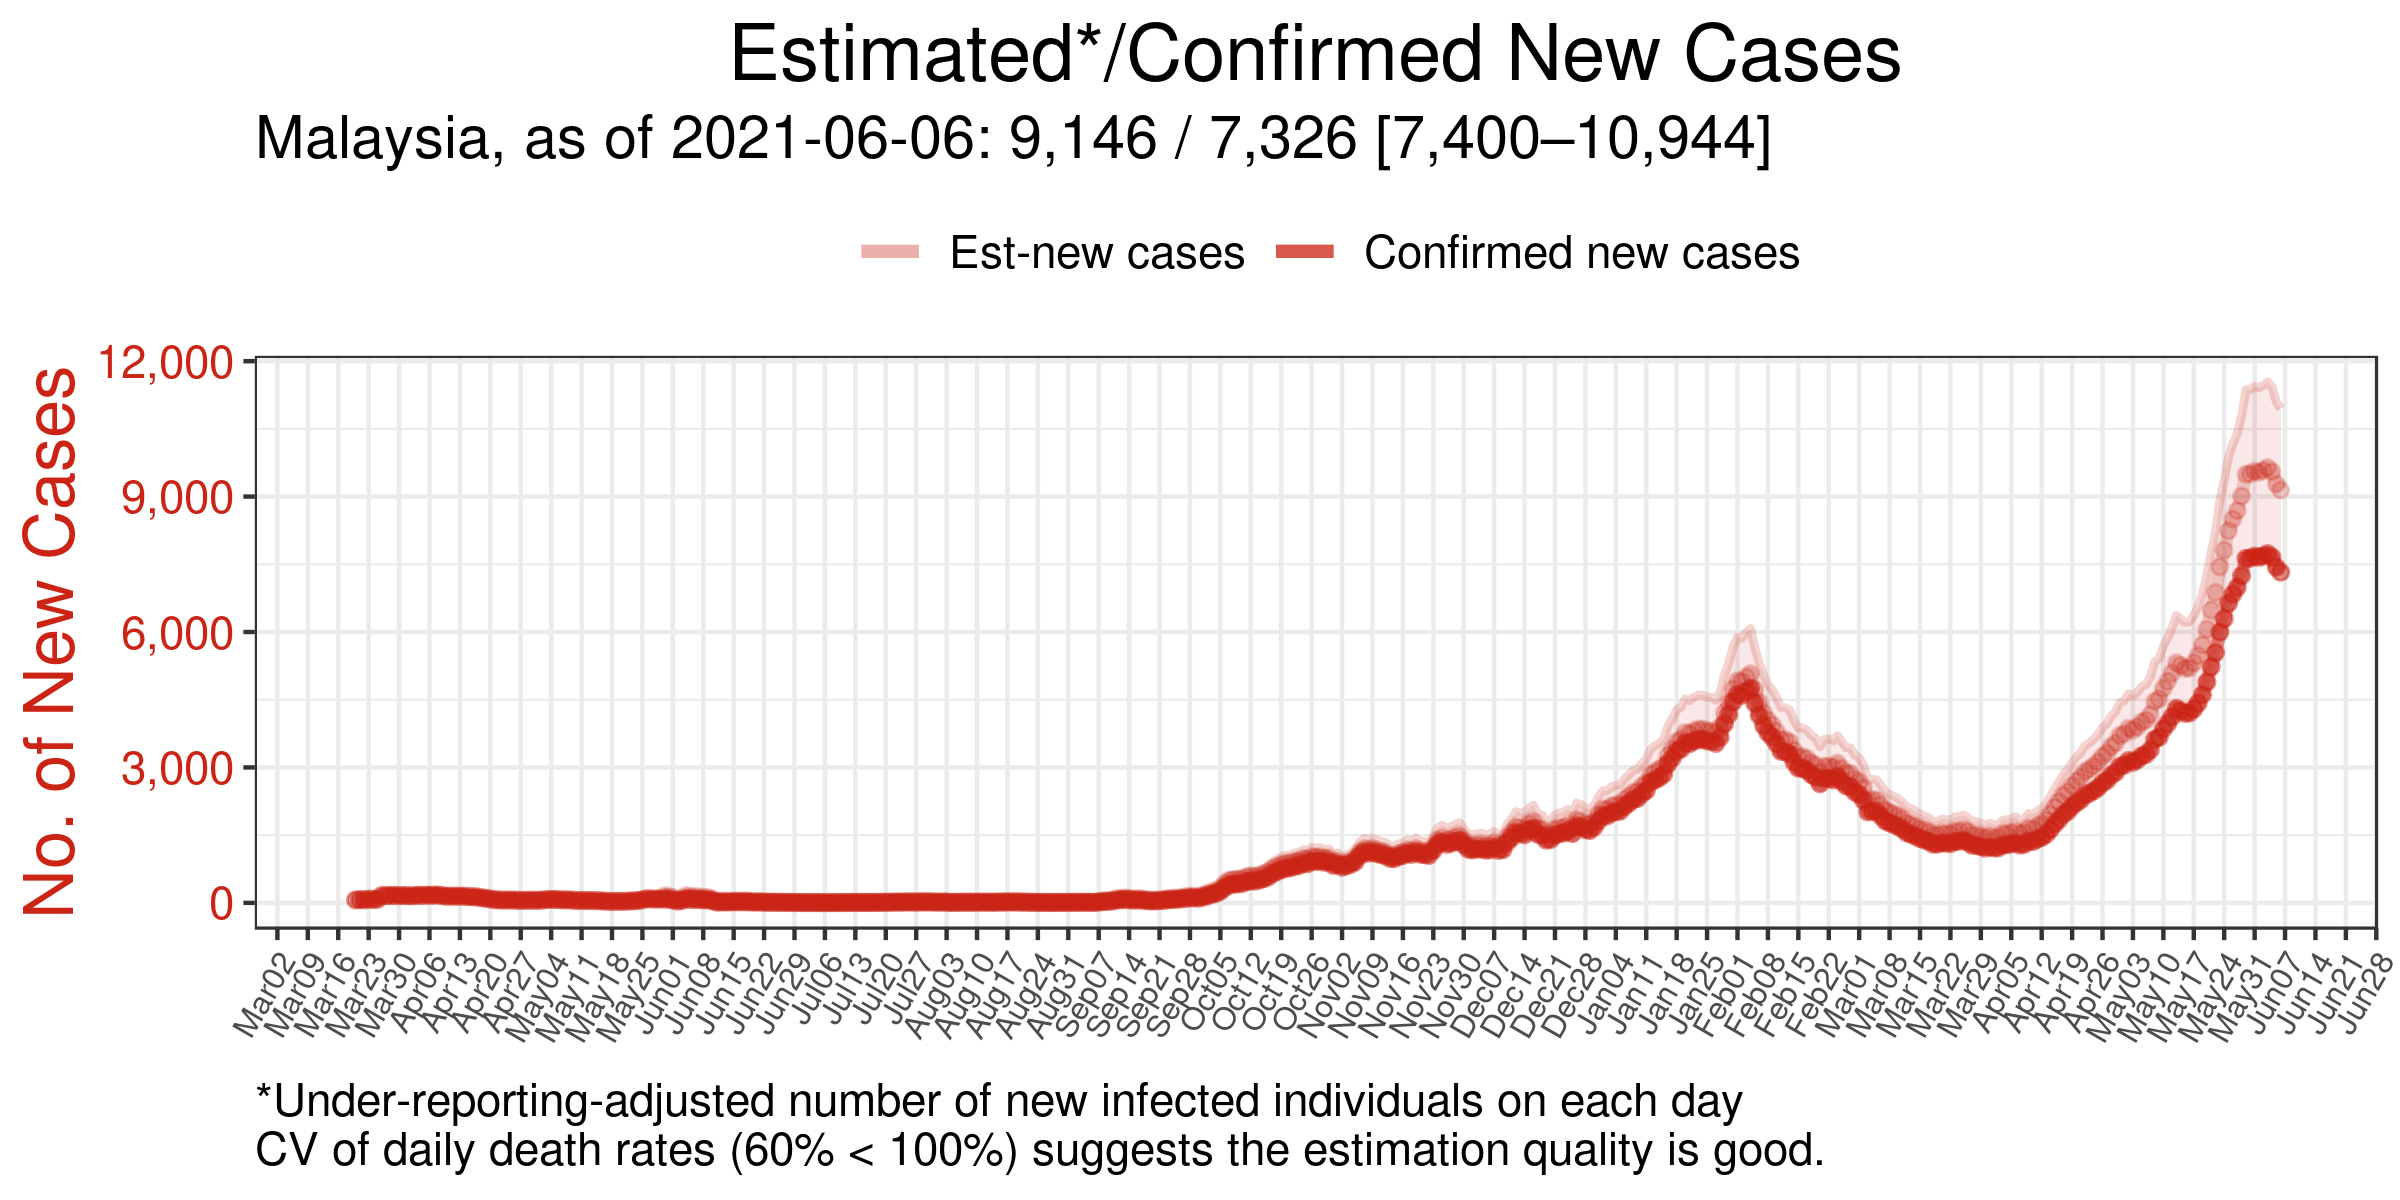 Estimated*/Confirmed New Cases
Malaysia, as of 2021-06-06: 9,146 / 7,326 [7,400–10,944]
Est-new cases
Confirmed new cases
No. of New Cases
12,000
9,000
6,000
3,000
0
Mar02
Mar09
Mar16
Mar23
Mar30
Apr06
Apr13
Apr20
Apr27
May04
May11
May18
May25
Jun01
Jun08
Jun15
Jun22
Jun29
Jul06
Jul13
Jul20
Jul27
Aug03
Aug10
Aug17
Aug24
Aug31
Sep07
Sep14
Sep21
Sep28
Oct05
Oct12
Oct19
Oct26
Nov02
Nov09
Nov16
Nov23
Nov30
Dec07
Dec14
Dec21
Dec28
Jan04
Jan11
Jan18
Jan25
Feb01
Feb08
Feb15
Feb22
Mar01
Mar08
Mar15
Mar22
Mar29
Apr05
Apr12
Apr19
Apr26
May03
May10
May17
May24
May31
Jun07
Jun14
Jun21
Jun28
*Under-reporting-adjusted number of new infected individuals on each day
CV of daily death rates (60% < 100%) suggests the estimation quality is good.